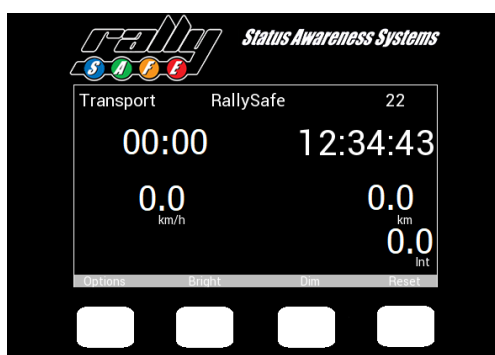 rally Status Awareness Systems
SAFE
Transport RallySafe 22
00:00 12:34:43
0.0 0.0
km/h km
0.0
Int
Options Bright Dim Reset